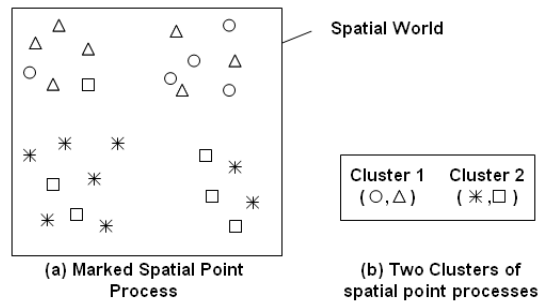 Spatial World
Cluster 1 Cluster 2
( ○, △ ) ( ✳, □ )
(a) Marked Spatial Point
Process
(b) Two Clusters of
spatial point processes